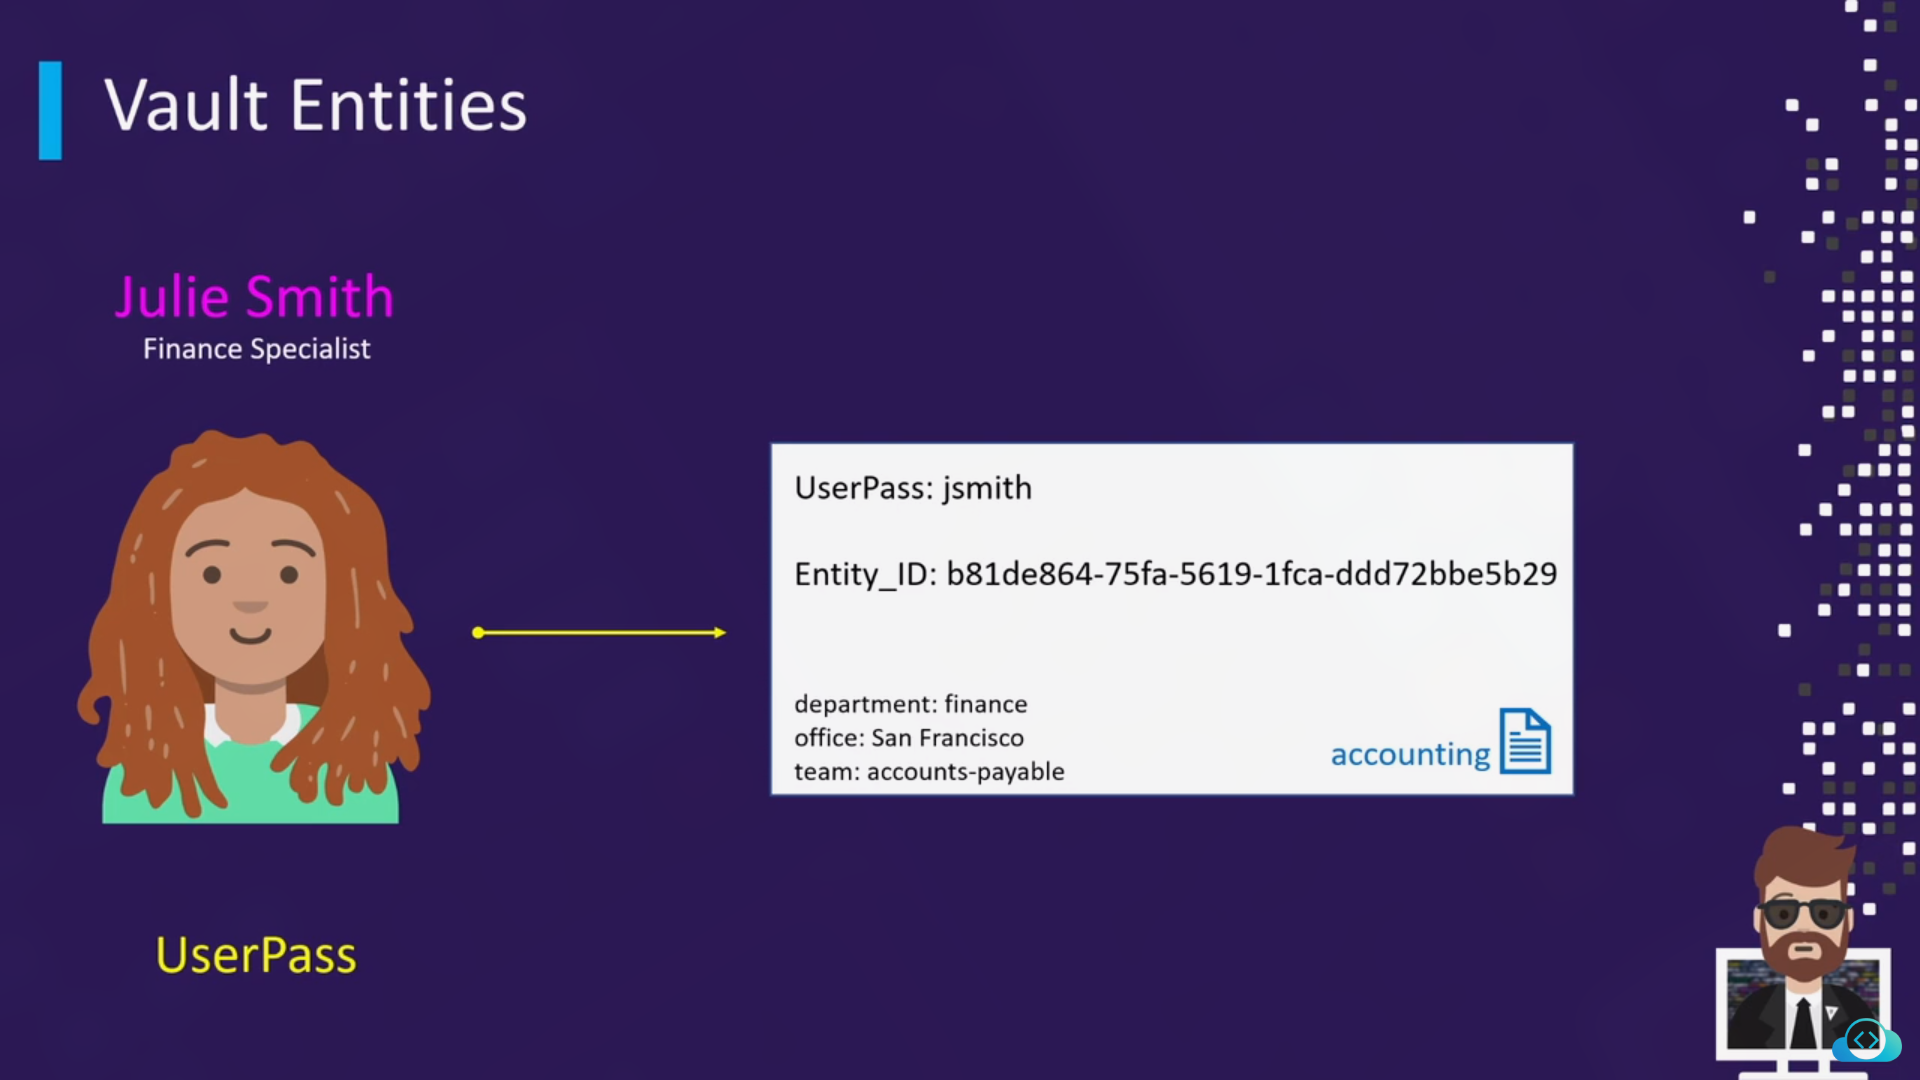 Vault Entities
Julie Smith
Finance Specialist
UserPass: jsmith
Entity_ID: b81de864-75fa-5619-1fca-ddd72bbe5b29
department: finance
office: San Francisco
team: accounts-payable
accounting
UserPass